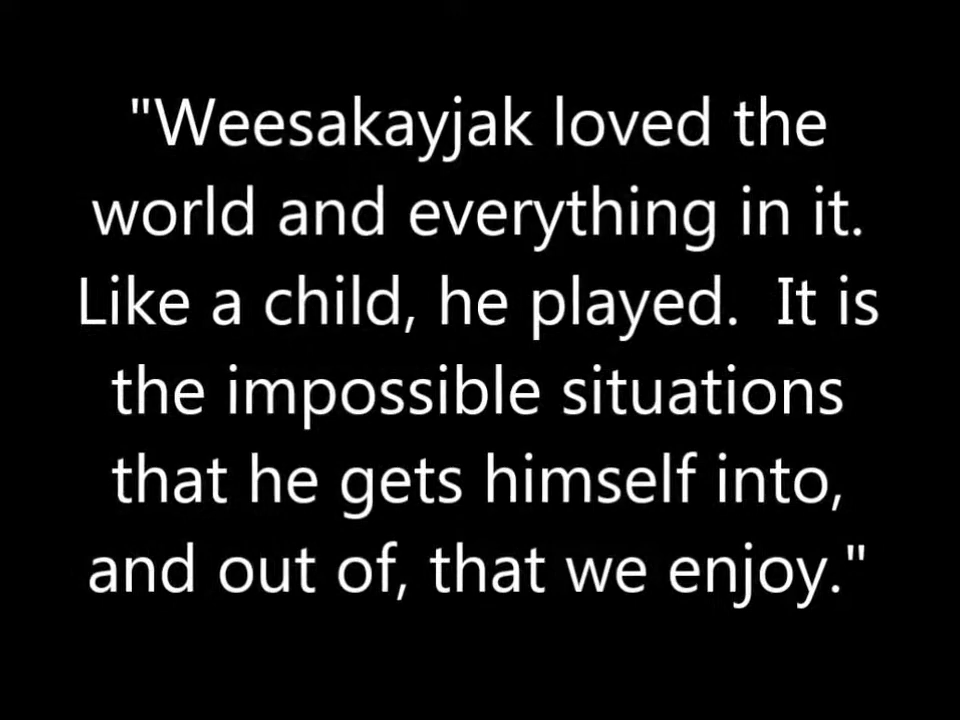 "Weesakayjak loved the
world and everything in it.
Like a child, he played.  It is
the impossible situations
that he gets himself into,
and out of, that we enjoy."